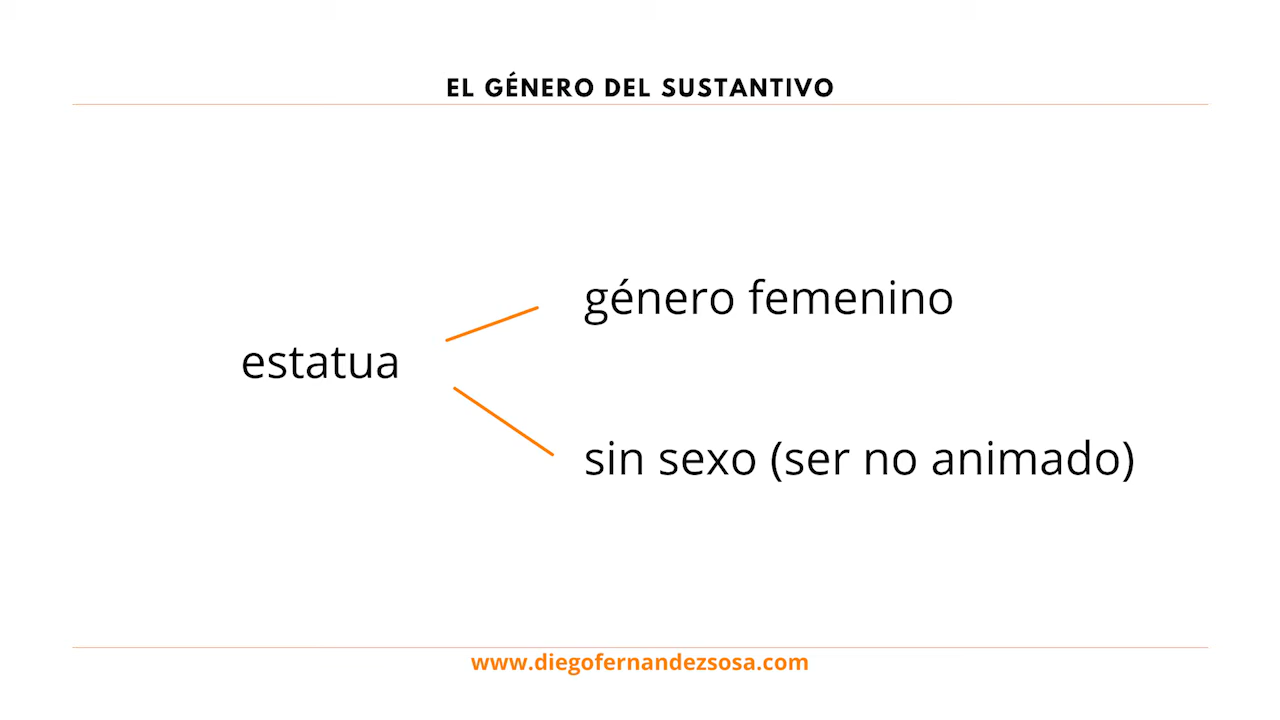 EL GÉNERO DEL SUSTANTIVO
género femenino
estatua
sin sexo (ser no animado)
www.diegofernandezsosa.com